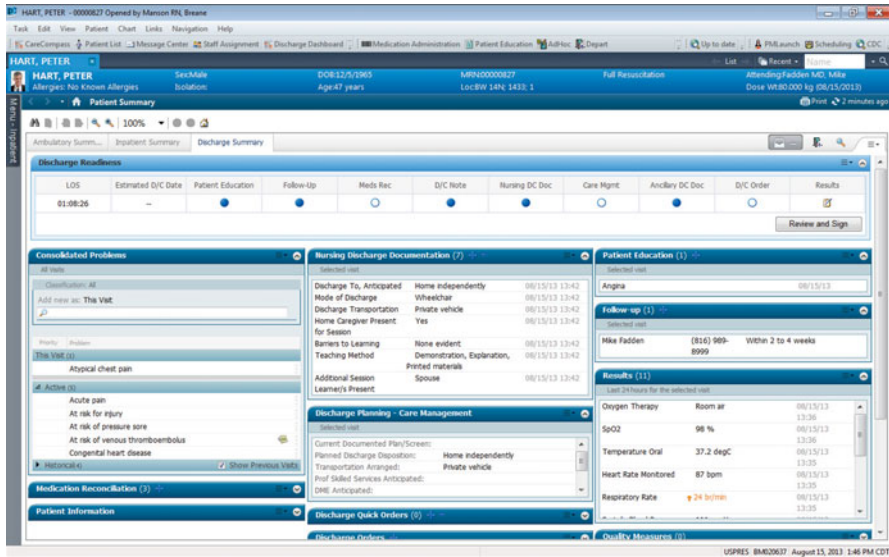 HART, PETER - 00000827 Opened by Manson RN, Breane
Task Edit View Patient Chart Links Navigation Help
CareCompass Patient List Message Center Staff Assignment Discharge Dashboard Medication Administration Patient Education AdHoc Depart Up to date PMLaunch Scheduling CDC
HART, PETER List Recent Name
HART, PETER Sex:Male DOB:12/5/1965 MRN:00000827 Full Resuscitation Attending:Fadden MD, Mike
Allergies: No Known Allergies Isolation: Age:47 years Loc:BW 14N; 1433; 1 Dose Wt:80.000 kg (08/15/2013)
Menu - Inpatient
Patient Summary Print 2 minutes ago
100%
Ambulatory Summ... Inpatient Summary Discharge Summary
Discharge Readiness
LOS Estimated D/C Date Patient Education Follow-Up Meds Rec D/C Note Nursing DC Doc Care Mgmt Ancillary DC Doc D/C Order Results
01:08:26 --
Review and Sign
Consolidated Problems
All Visits
Classification: All
Add new as: This Visit
Priority Problem
This Visit (1)
Atypical chest pain
Active (5)
Acute pain
At risk for injury
At risk of pressure sore
At risk of venous thromboembolus
Congenital heart disease
Historical(4) Show Previous Visits
Medication Reconciliation (3)
Patient Information
Nursing Discharge Documentation (7)
Selected visit
Discharge To, Anticipated Home independently 08/15/13 13:42
Mode of Discharge Wheelchair 08/15/13 13:42
Discharge Transportation Private vehicle 08/15/13 13:42
Home Caregiver Present Yes 08/15/13 13:42
for Session
Barriers to Learning None evident 08/15/13 13:42
Teaching Method Demonstration, Explanation, 08/15/13 13:42
Printed materials
Additional Session Spouse 08/15/13 13:42
Learner/s Present
Discharge Planning - Care Management
Selected visit
Current Documented Plan/Screen:
Planned Discharge Disposition: Home independently
Transportation Arranged: Private vehicle
Prof Skilled Services Anticipated:
DME Anticipated:
Discharge Quick Orders (0)
Discharge Orders
Patient Education (1)
Selected visit
Angina 08/15/13
Follow-up (1)
Selected visit
Mike Fadden (816) 989- Within 2 to 4 weeks
8999
Results (11)
Last 24 hours for the selected visit
Oxygen Therapy Room air 08/15/13
13:36
SpO2 98 % 08/15/13
13:36
Temperature Oral 37.2 degC 08/15/13
13:35
Heart Rate Monitored 87 bpm 08/15/13
13:35
Respiratory Rate 24 br/min 08/15/13
13:35
Quality Measures (0)
USPRES BM020637 August 15, 2013 1:46 PM CDT